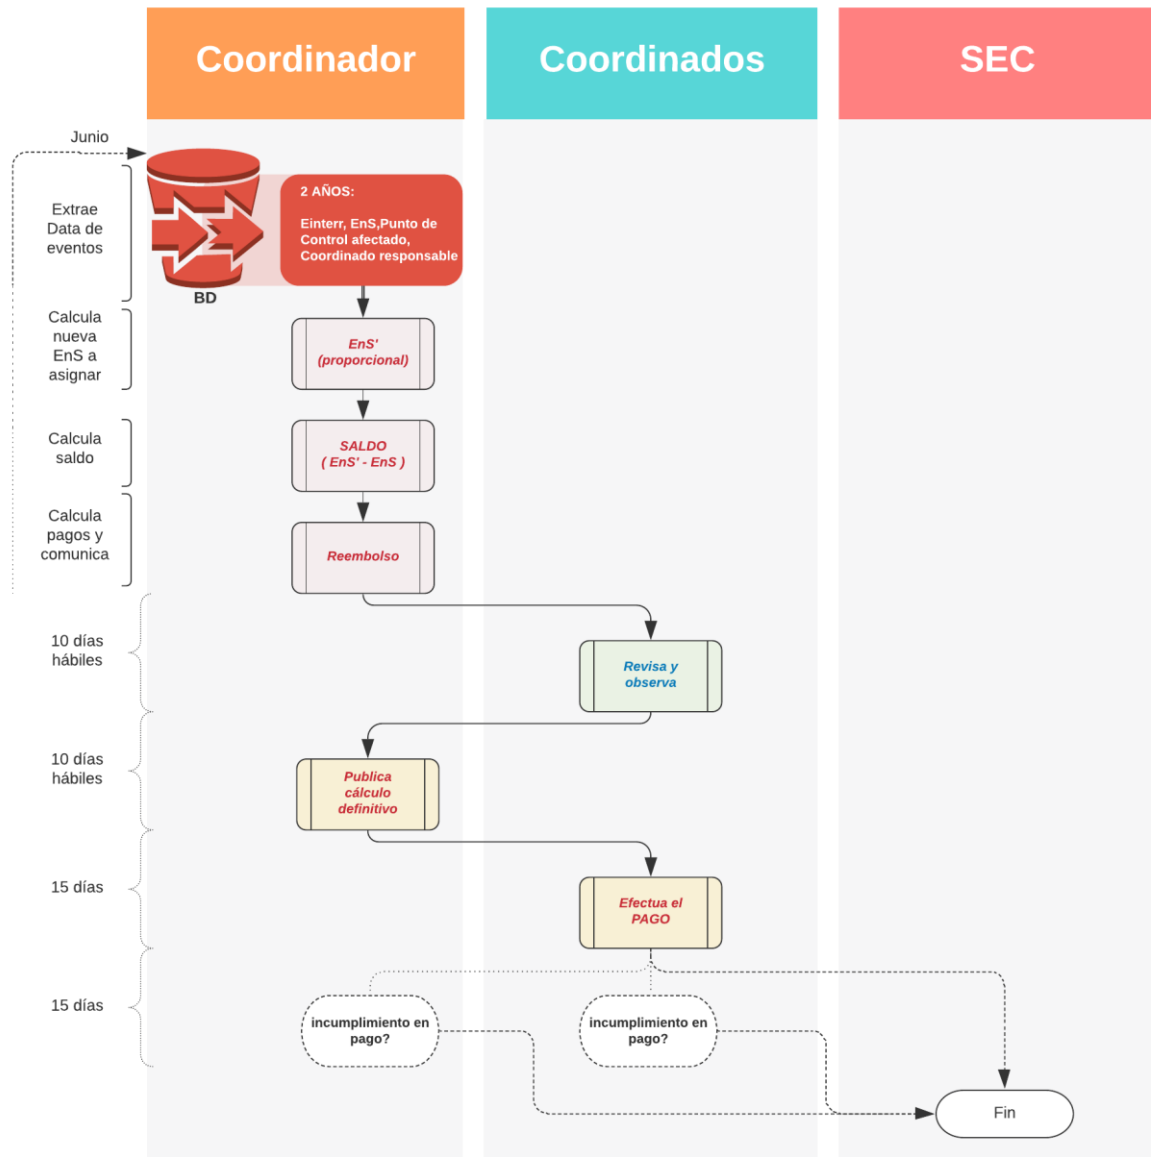 Coordinador
Coordinados
SEC
Junio
Extrae
Data de
eventos
BD
2 AÑOS:
Einterr, EnS,Punto de
Control afectado,
Coordinado responsable
Calcula
nueva
EnS a
asignar
EnS'
(proporcional)
Calcula
saldo
SALDO
( EnS' - EnS )
Calcula
pagos y
comunica
Reembolso
10 días
hábiles
Revisa y
observa
10 días
hábiles
Publica
cálculo
definitivo
15 días
Efectua el
PAGO
15 días
incumplimiento en
pago?
incumplimiento en
pago?
Fin